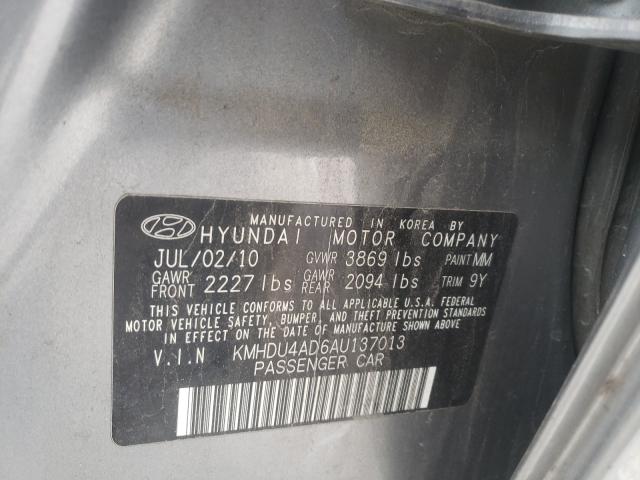 MANUFACTURED IN KOREA BY
HYUNDAI MOTOR COMPANY
JUL/02/10 GVWR 3869 lbs PAINT MM
GAWR FRONT 2227 lbs GAWR REAR 2094 lbs TRIM 9Y
THIS VEHICLE CONFORMS TO ALL APPLICABLE U.S.A. FEDERAL
MOTOR VEHICLE SAFETY, BUMPER, AND THEFT PREVENTION STANDARDS
IN EFFECT ON THE DATE OF MANUFACTURE SHOWN ABOVE
V.I.N KMHDU4AD6AU137013
PASSENGER CAR